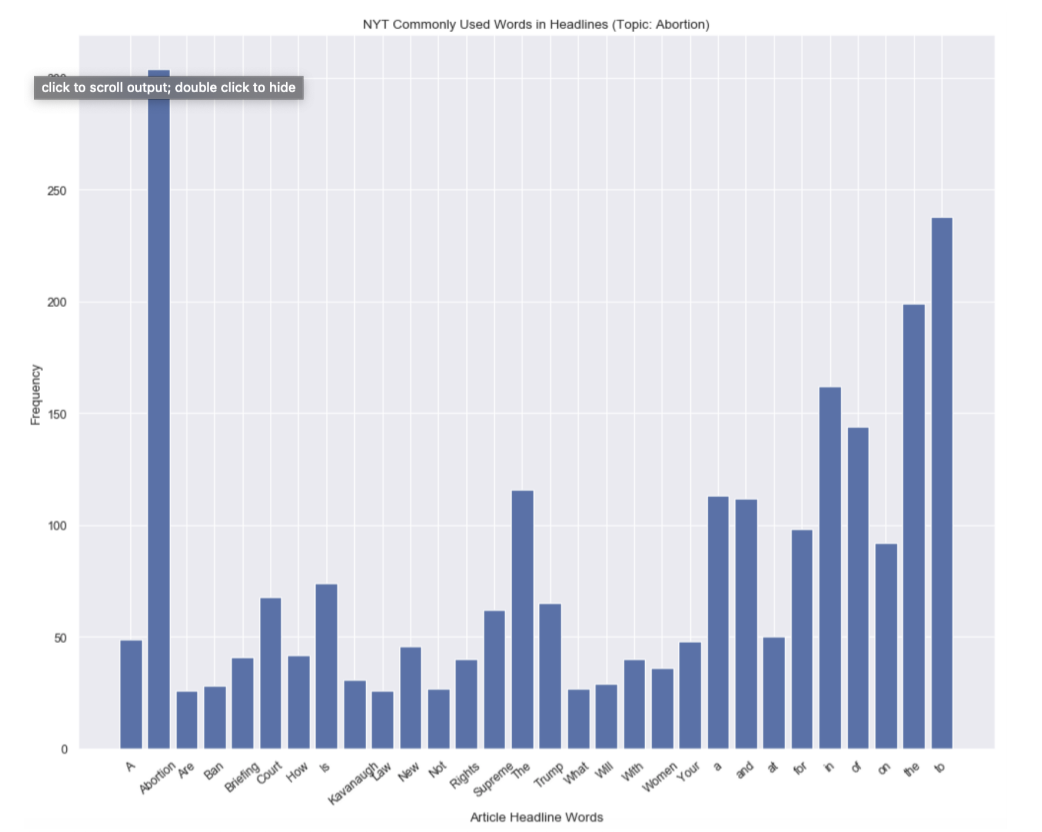 NYT Commonly Used Words in Headlines (Topic: Abortion)
click to scroll output; double click to hide
250
200
150
100
50
0
Frequency
A
Abortion
Are
Ban
Briefing
Court
How
Is
Kavanaugh
Law
New
Not
Rights
Supreme
The
Trump
What
Will
With
Women
Your
a
and
at
for
in
of
on
the
to
Article Headline Words